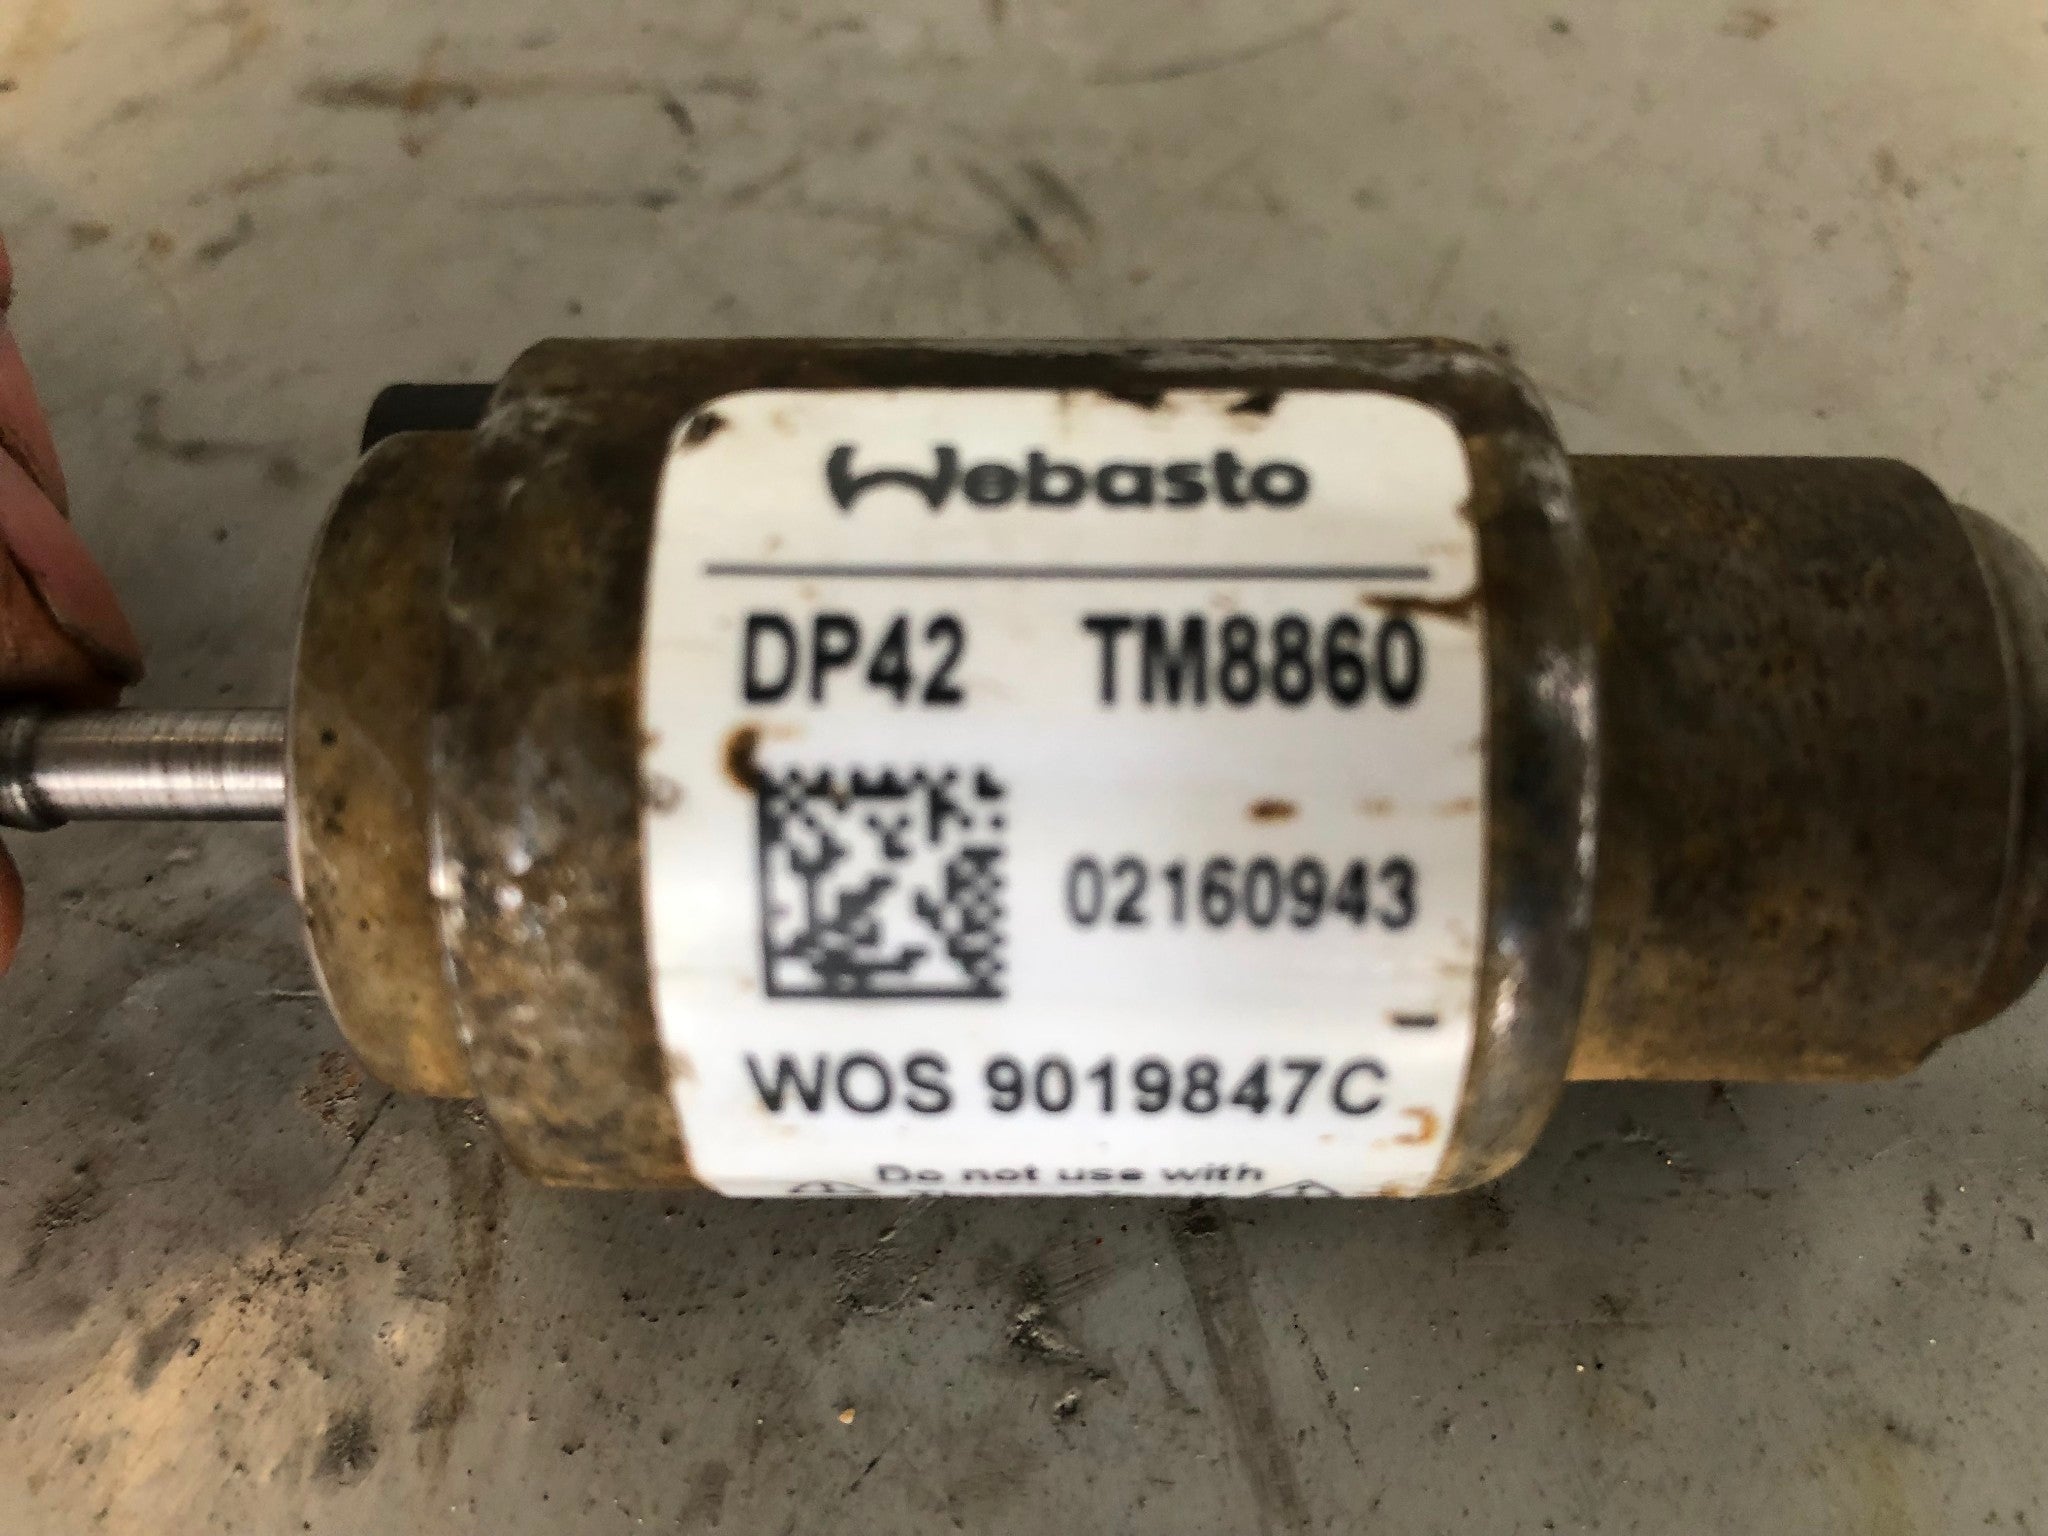 Webasto
DP42 TM8860
02160943
WOS 9019847C
Do not use with